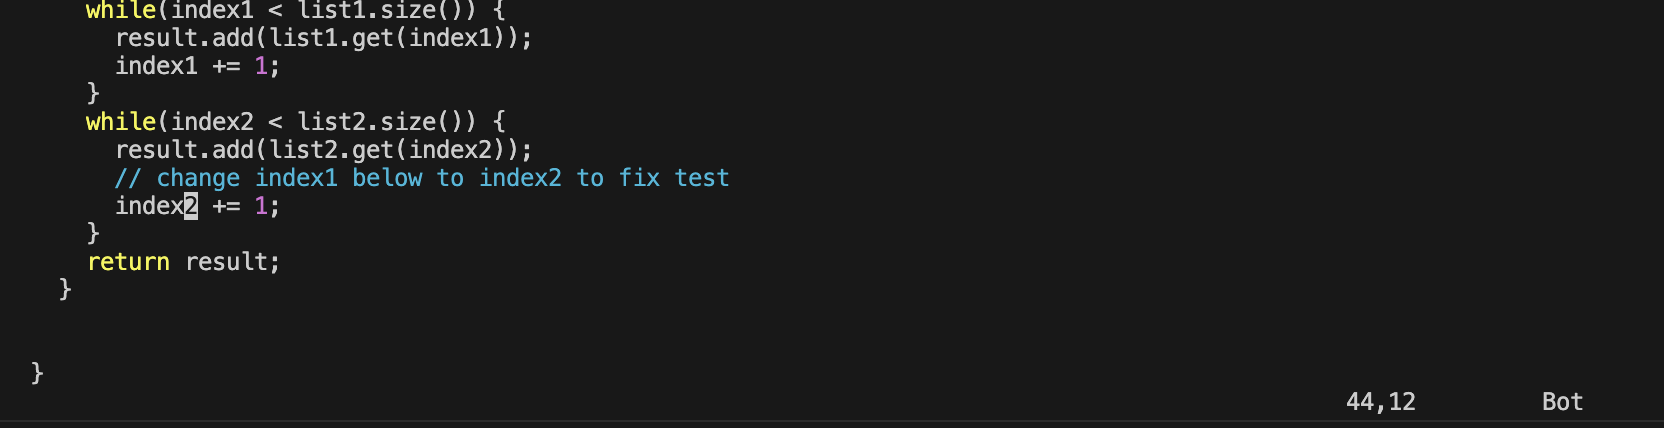 while(index1 < list1.size()) {
result.add(list1.get(index1));
index1 += 1;
}
while(index2 < list2.size()) {
result.add(list2.get(index2));
// change index1 below to index2 to fix test
index2 += 1;
}
return result;
}
}
44,12 Bot